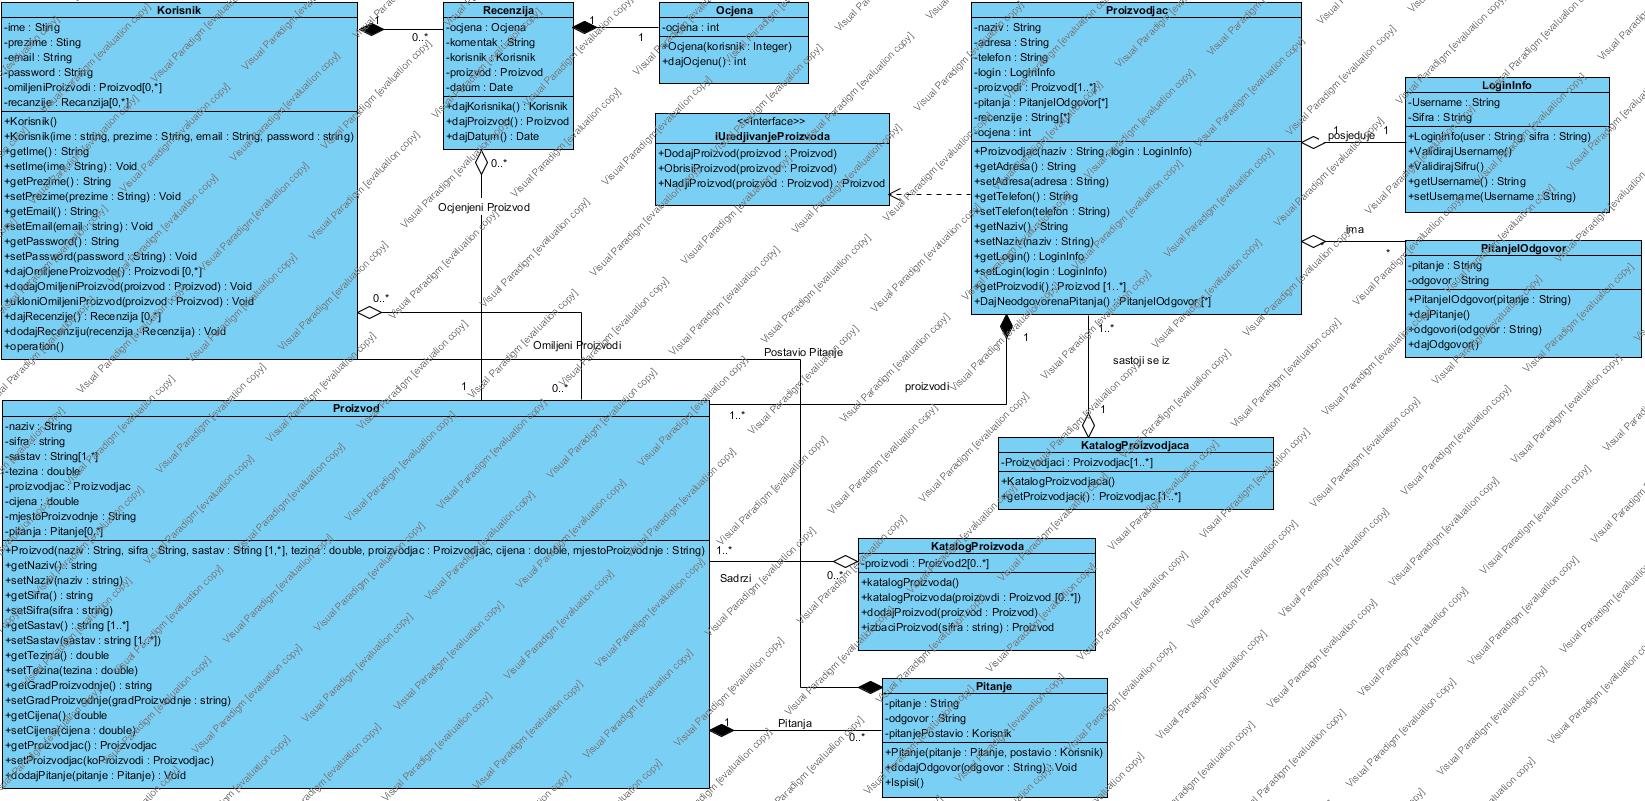 Korisnik
-ime : Stirig
-prezime : String
-email : String
-password : String
-omiljeniProizvodi : Proizvod[0,*]
-recanzije : Recanzija[0,*]
+Korisnik()
+Korisnik(ime : string, prezime : String, email : String, password : string)
+getIme() : String
+setIme(ime : String) : Void
+getPrezime() : String
+setPrezime(prezime : String) : Void
+getEmail() : String
+setEmail(email : string) : Void
+getPassword() : String
+setPassword(password : String) : Void
+dajOmiljeneProizvode() : Proizvodi [0,*]
+dodajOmiljeniProizvod(proizvod : Proizvod) : Void
+ukloniOmiljeniProizvod(proizvod : Proizvod) : Void
+dajRecenzije() : Recenzija [0,*]
+dodajRecenziju(recenzija : Recenzija) : Void
+operation()
1
0..*
Recenzija
-ocjena : Ocjena
-komentak : String
-korisnik : Korisnik
-proizvod : Proizvod
-datum : Date
+dajKorisnika() : Korisnik
+dajProizvod() : Proizvod
+dajDatum() : Date
1
1
Ocjena
-ocjena : int
+Ocjena(korisnik : Integer)
+dajOcjenu() : int
<<interface>>
iUredjivanjeProizvoda
+DodajProizvod(proizvod : Proizvod)
+ObrisiProizvod(proizvod : Proizvod)
+NadjiProizvod(proizvod : Proizvod) : Proizvod
Proizvodjac
-naziv : String
-adresa : String
-telefon : String
-login : LoginInfo
-proizvodi : Proizvod[1..*]
-pitanja : PitanjeIOdgovor[*]
-recenzije : String[*]
-ocjena : int
+Proizvodjac(naziv : String, login : LoginInfo)
+getAdresa() : String
+setAdresa(adresa : String)
+getTelefon() : String
+setTelefon(telefon : String)
+getNaziv() : String
+setNaziv(naziv : String)
+getLogin() : LoginInfo
+setLogin(login : LoginInfo)
+getProizvodi() : Proizvod [1..*]
+DajNeodgovorenaPitanja() : PitanjeIOdgovor [*]
1
posjeduje
1
LoginInfo
-Username : String
-Sifra : String
+LoginInfo(user : String, sifra : String)
+ValidirajUsername()
+ValidirajSifru()
+getUsername() : String
+setUsername(Username : String)
ima
*
PitanjeIOdgovor
-pitanje : String
-odgovor : String
+PitanjeIOdgovor(pitanje : String)
+dajPitanje()
+odgovori(odgovor : String)
+dajOdgovor()
0..*
Ocjenjeni Proizvod
1
0..*
Omiljeni Proizvodi
0..*
Postavio Pitanje
1
proizvodi
1..*
1..*
sastoji se iz
1
KatalogProizvodjaca
-Proizvodjaci : Proizvodjac[1..*]
+KatalogProizvodjaca()
+getProizvodjaci() : Proizvodjac [1..*]
Proizvod
-naziv : String
-sifra : string
-sastav : String[1,*]
-tezina : double
-proizvodjac : Proizvodjac
-cijena : double
-mjestoProizvodnje : String
-pitanja : Pitanje[0,*]
+Proizvod(naziv : String, sifra : String, sastav : String [1,*], tezina : double, proizvodjac : Proizvodjac, cijena : double, mjestoProizvodnje : String)
+getNaziv() : string
+setNaziv(naziv : string)
+getSifra() : string
+setSifra(sifra : string)
+getSastav() : string [1..*]
+setSastav(sastav : string [1..*])
+getTezina() : double
+setTezina(tezina : double)
+getGradProizvodnje() : string
+setGradProizvodnje(gradProizvodnje : string)
+getCijena() : double
+setCijena(cijena : double)
+getProizvodjac() : Proizvodjac
+setProizvodjac(koProizvodi : Proizvodjac)
+dodajPitanje(pitanje : Pitanje) : Void
1..*
Sadrzi
0..*
KatalogProizvoda
-proizvodi : Proizvod2[0..*]
+katalogProizvoda()
+katalogProizvoda(proizovdi : Proizvod [0..*])
+dodajProizvod(proizvod : Proizvod)
+izbaciProizvod(sifra : string) : Proizvod
1
Pitanja
0..*
Pitanje
-pitanje : String
-odgovor : String
-pitanjePostavio : Korisnik
+Pitanje(pitanje : Pitanje, postavio : Korisnik)
+dodajOdgovor(odgovor : String) : Void
+Ispisi()
Visual Paradigm [evaluation copy]